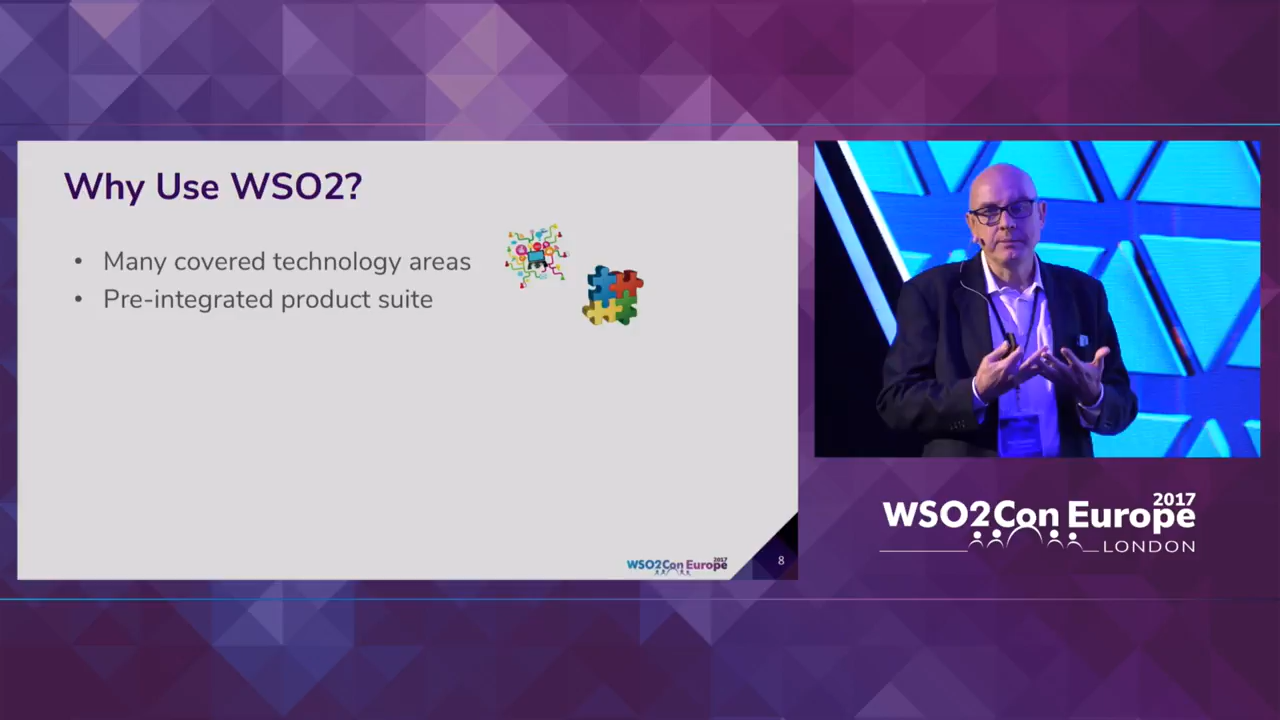 Why Use WSO2?
• Many covered technology areas
• Pre-integrated product suite
WSO2Con Europe 2017
8
WSO2Con Europe 2017
LONDON